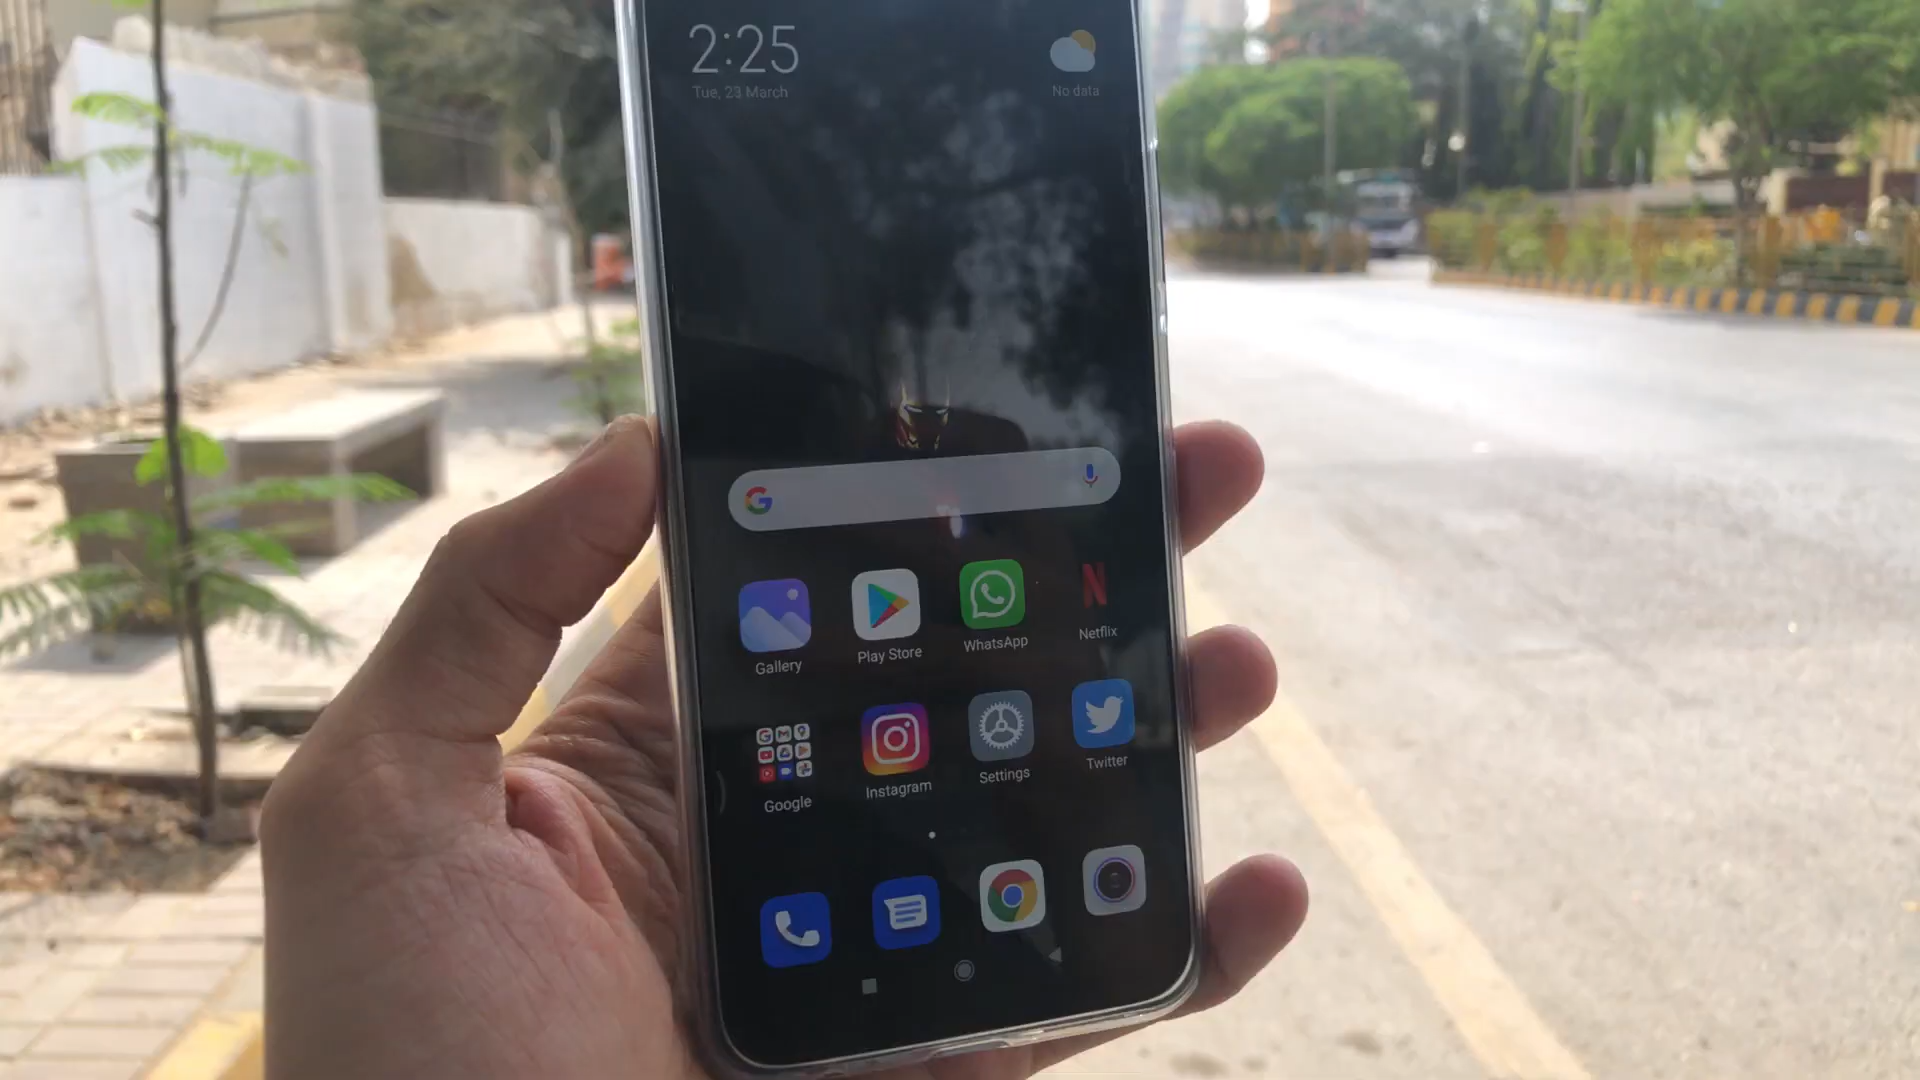 2:25
Tue, 23 March
No data
Gallery
Play Store
WhatsApp
Netflix
Google
Instagram
Settings
Twitter